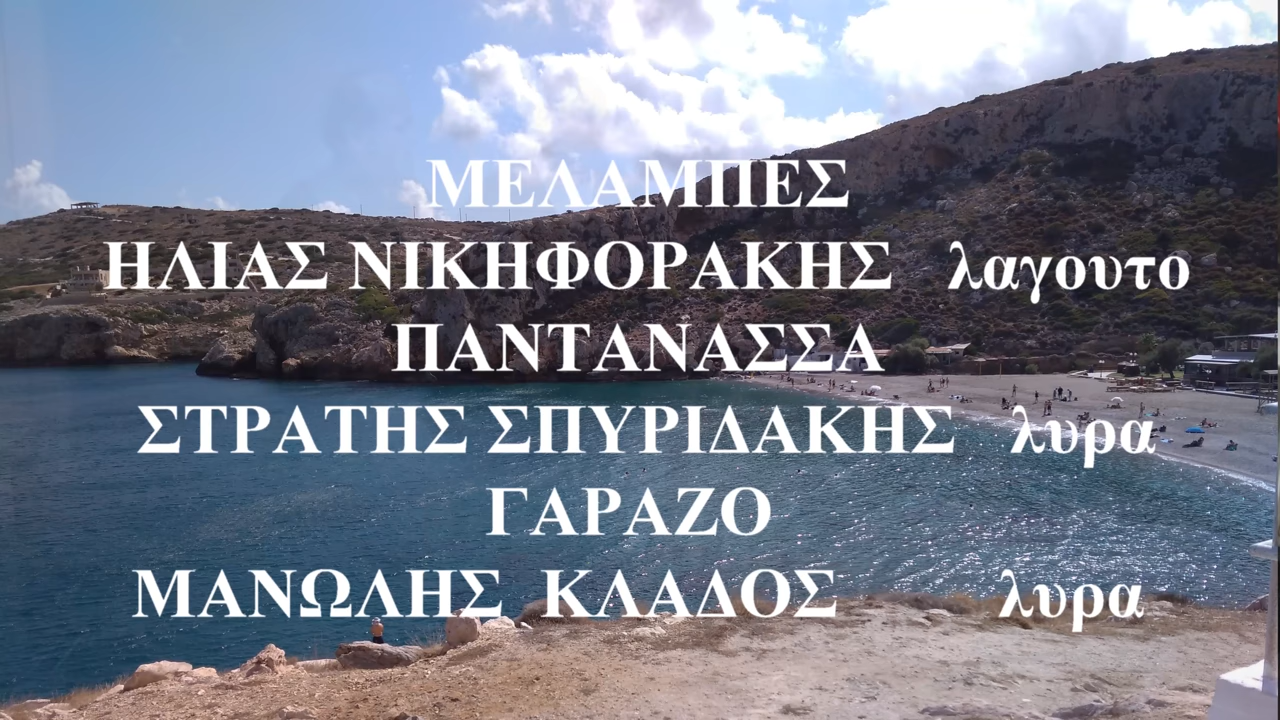 ΜΕΛΑΜΠΕΣ
ΗΛΙΑΣ ΝΙΚΗΦΟΡΑΚΗΣ λαγουτο
ΠΑΝΤΑΝΑΣΣΑ
ΣΤΡΑΤΗΣ ΣΠΥΡΙΔΑΚΗΣ λυρα
ΓΑΡΑΖΟ
ΜΑΝΩΛΗΣ ΚΛΑΔΟΣ λυρα